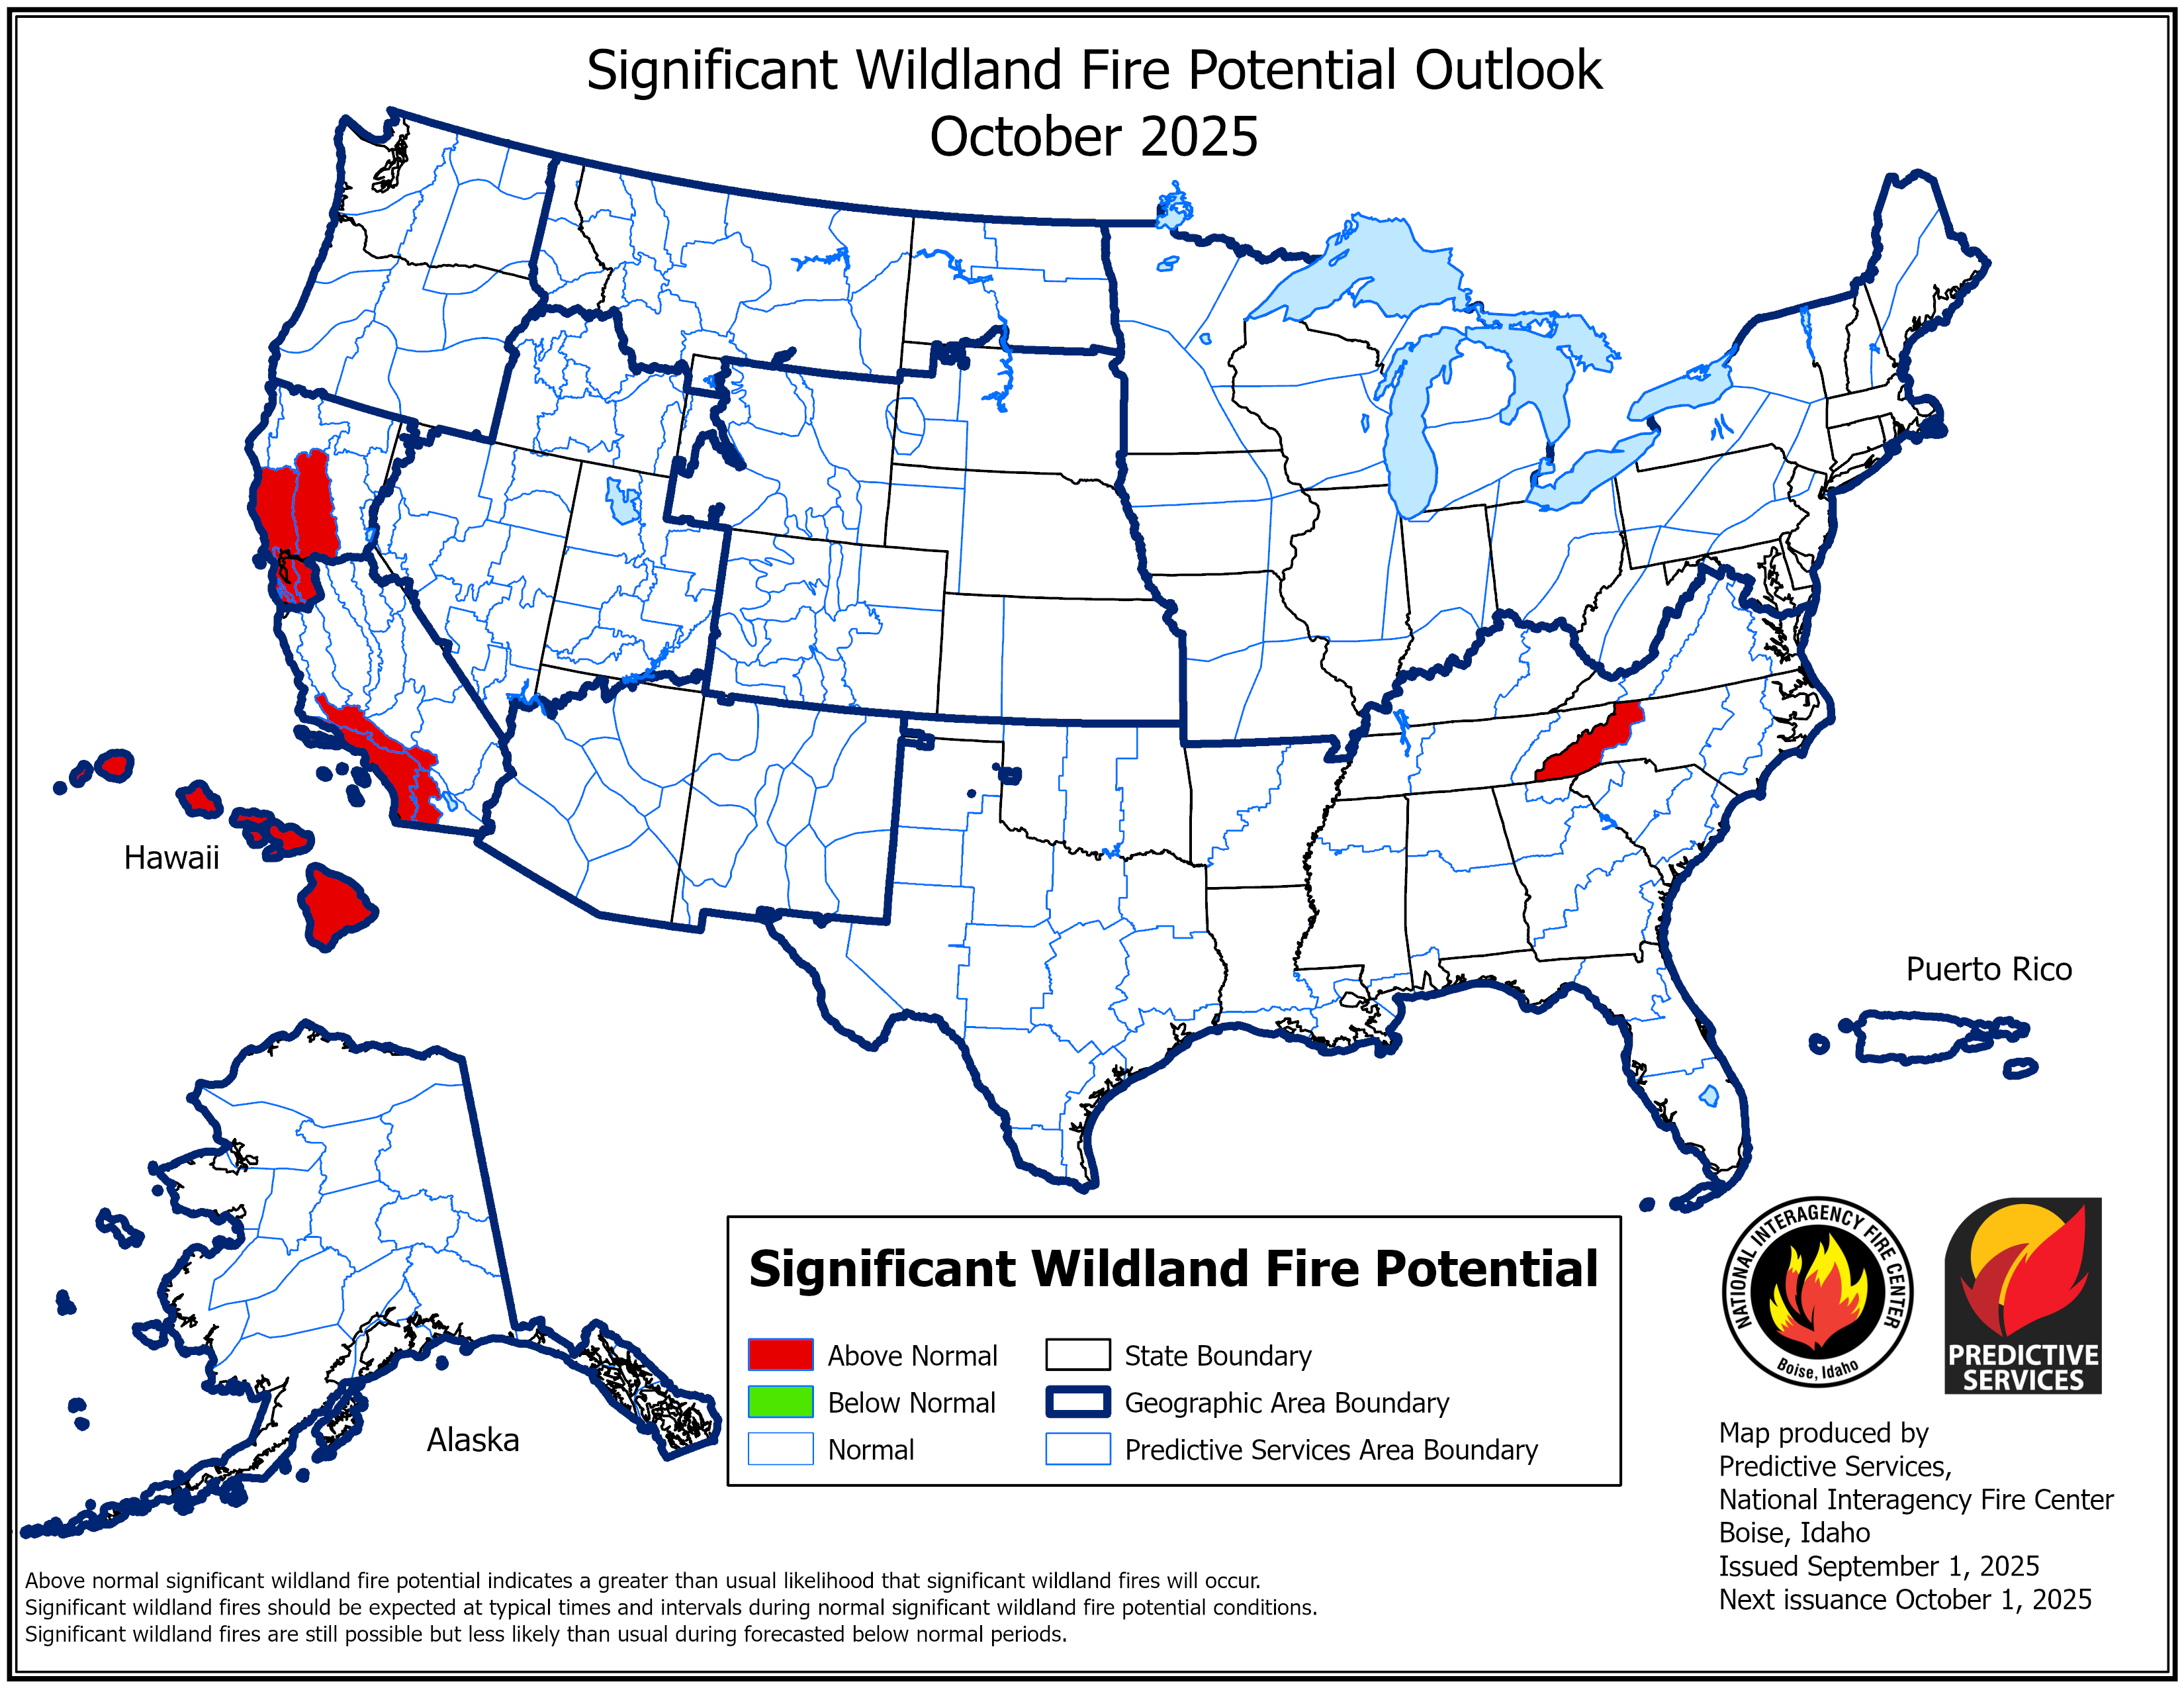 Significant Wildland Fire Potential Outlook
October 2025
Hawaii
Puerto Rico
Alaska
Significant Wildland Fire Potential
Above Normal
Below Normal
Normal
State Boundary
Geographic Area Boundary
Predictive Services Area Boundary
NATIONAL INTERAGENCY FIRE CENTER
Boise, Idaho
PREDICTIVE
SERVICES
Map produced by
Predictive Services,
National Interagency Fire Center
Boise, Idaho
Issued September 1, 2025
Next issuance October 1, 2025
Above normal significant wildland fire potential indicates a greater than usual likelihood that significant wildland fires will occur.
Significant wildland fires should be expected at typical times and intervals during normal significant wildland fire potential conditions.
Significant wildland fires are still possible but less likely than usual during forecasted below normal periods.